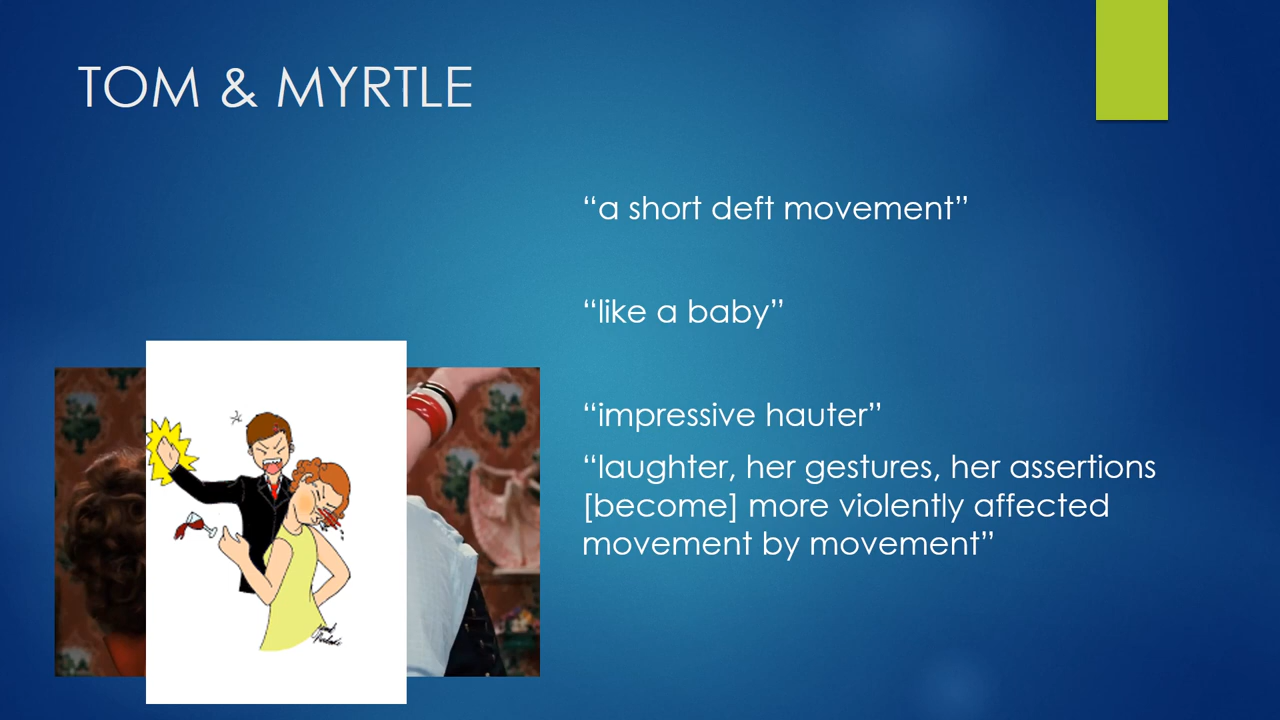 TOM & MYRTLE
“a short deft movement”
“like a baby”
“impressive hauter”
“laughter, her gestures, her assertions
[become] more violently affected
movement by movement”